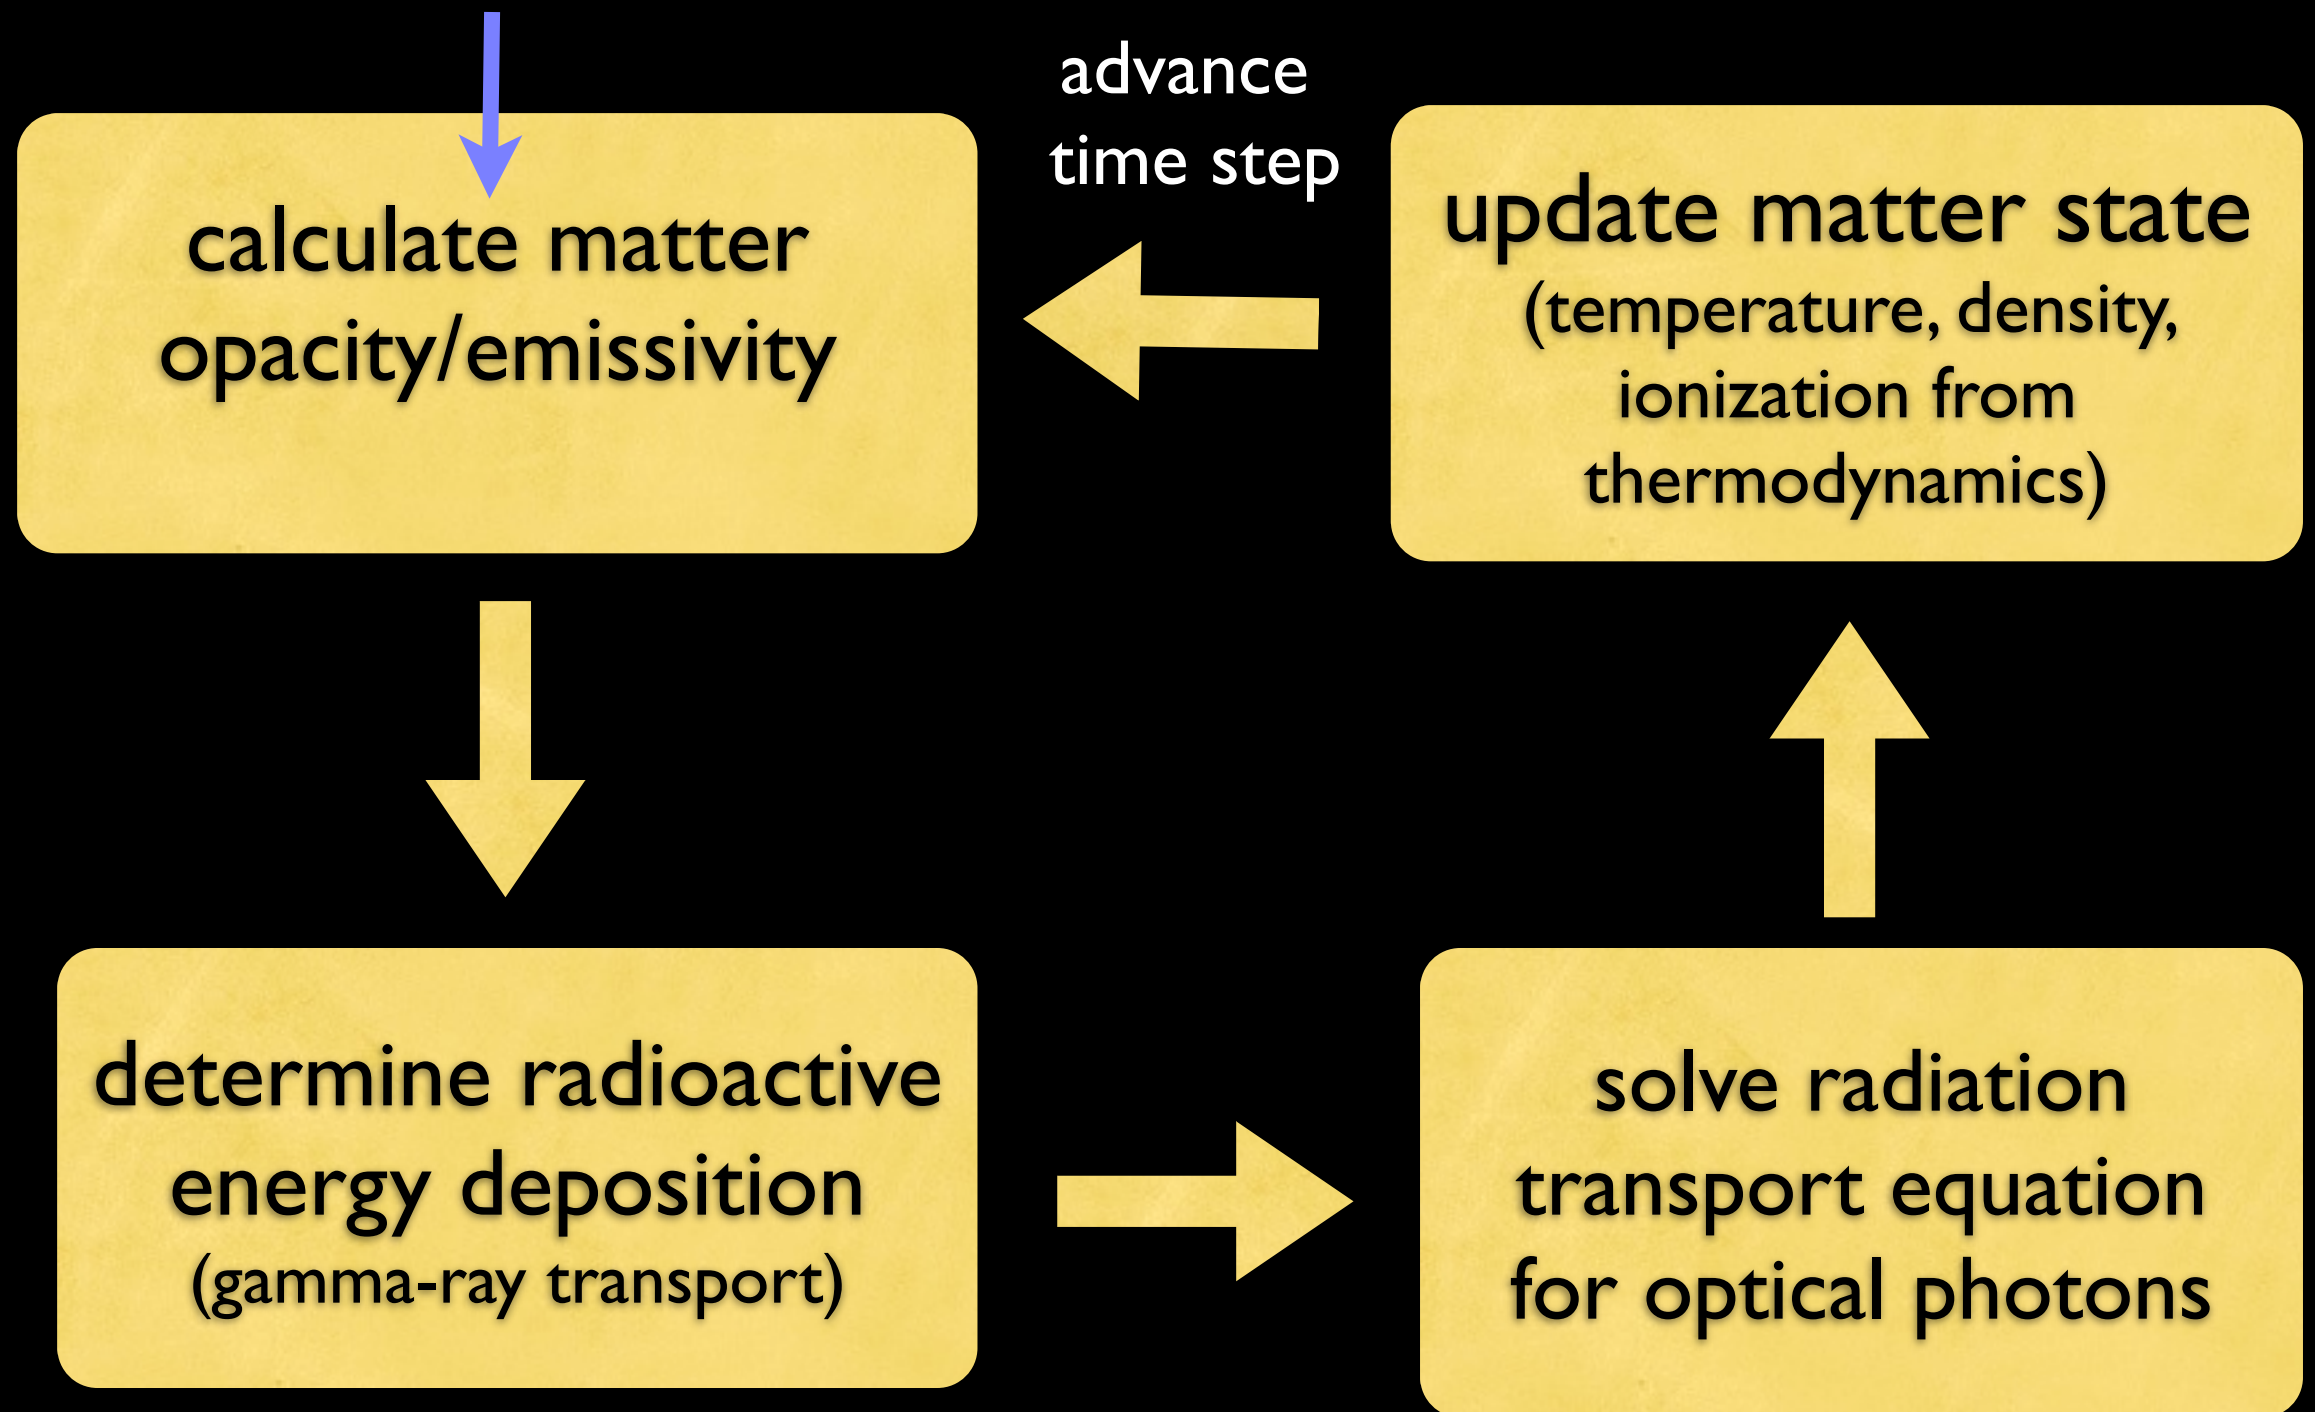 advance
time step
calculate matter
opacity/emissivity
update matter state
(temperature, density,
ionization from
thermodynamics)
determine radioactive
energy deposition
(gamma-ray transport)
solve radiation
transport equation
for optical photons